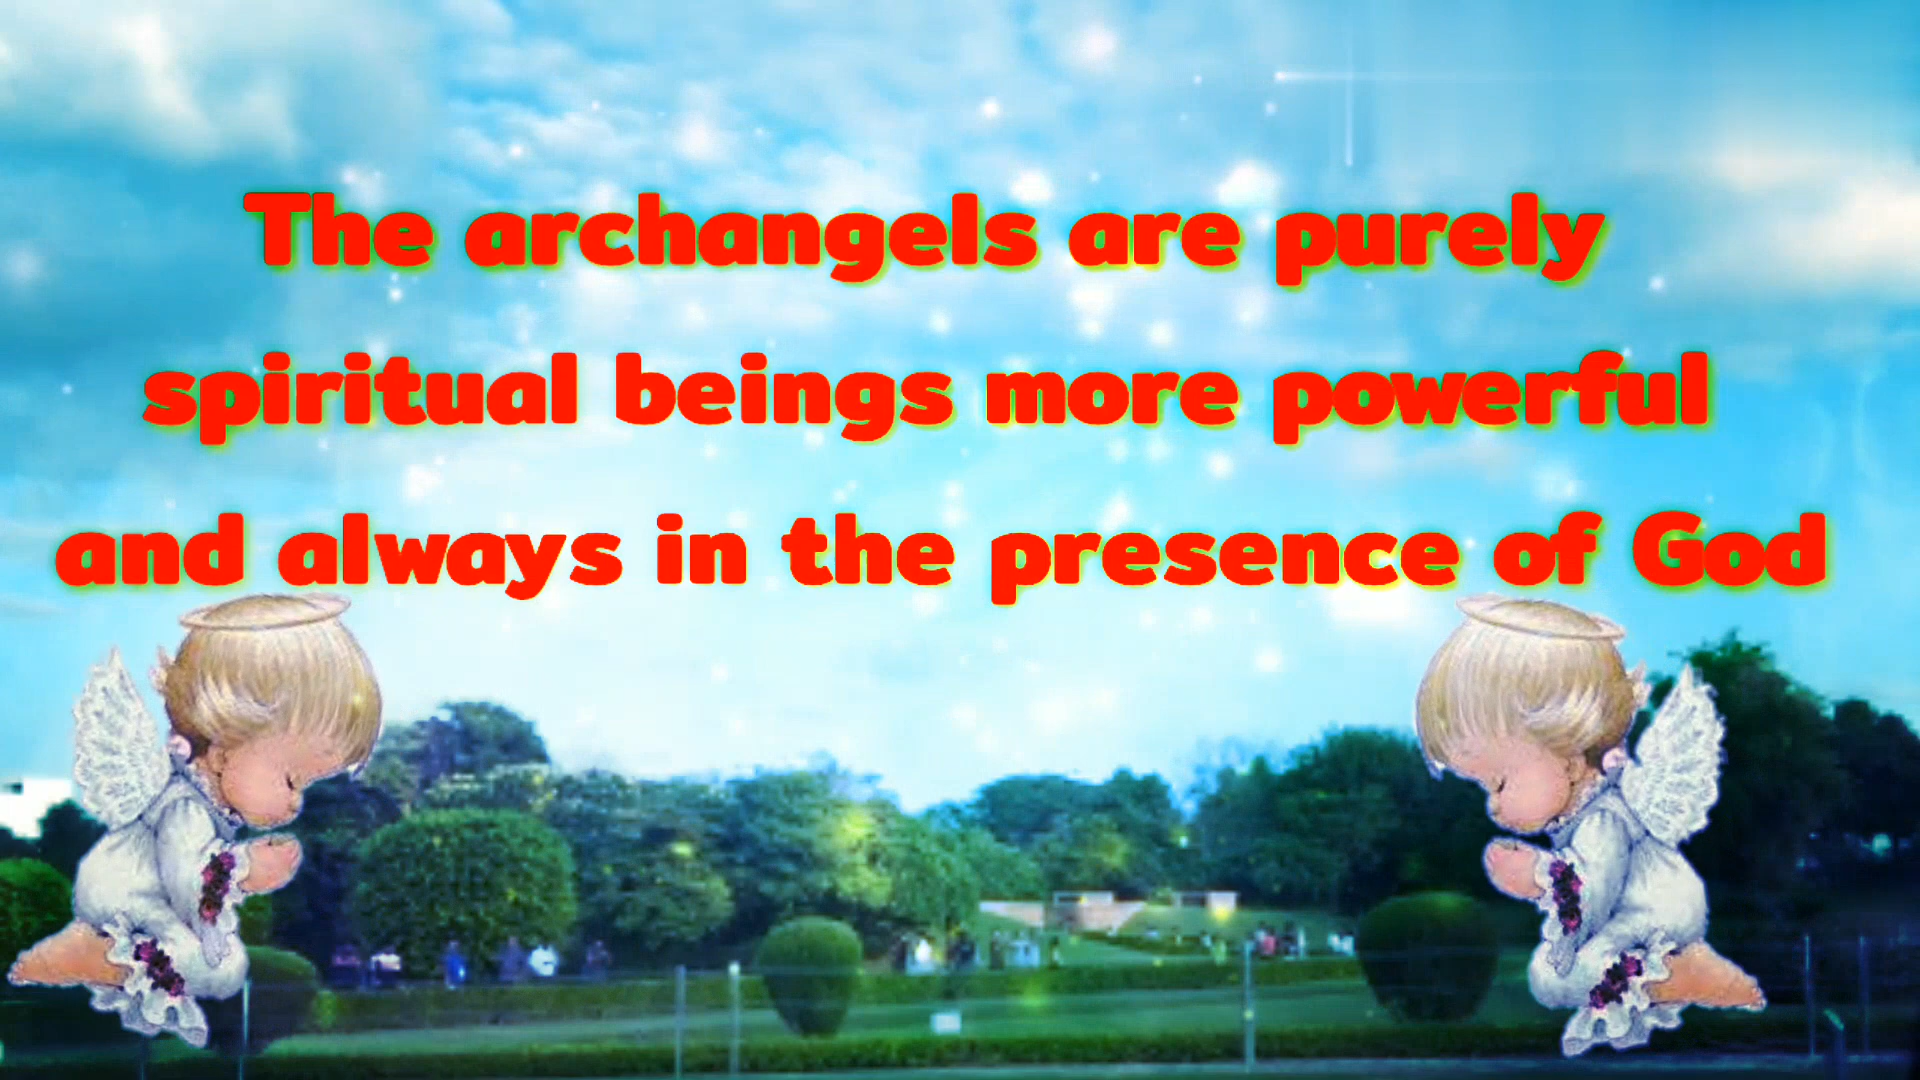 The archangels are purely
spiritual beings more powerful
and always in the presence of God